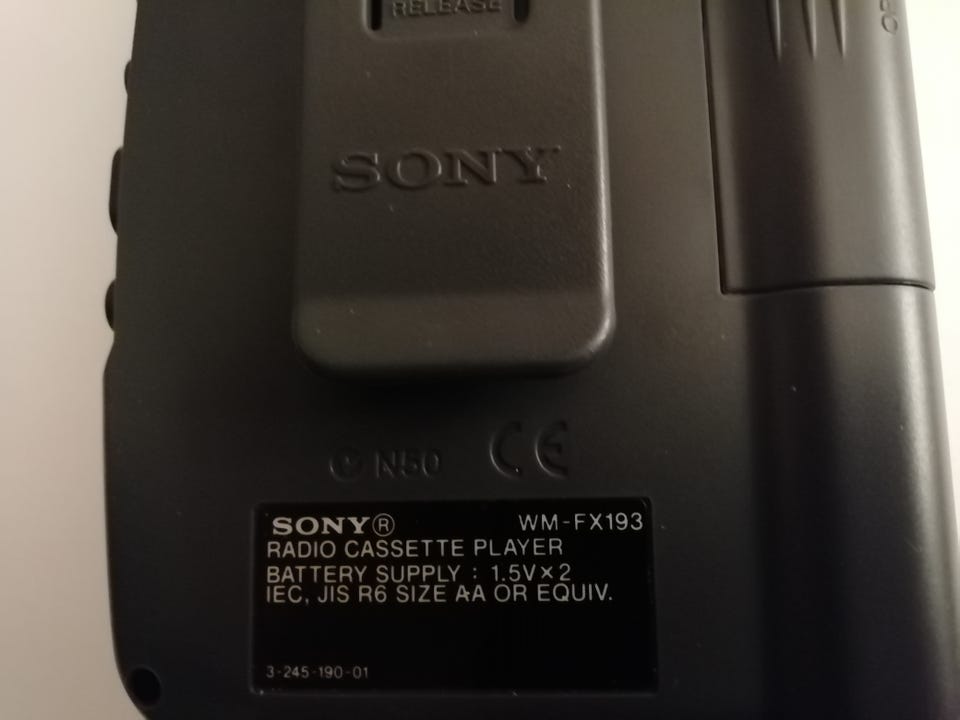 RELEASE
SONY
N50 CE
SONY® WM-FX193
RADIO CASSETTE PLAYER
BATTERY SUPPLY : 1.5V×2
IEC, JIS R6 SIZE AA OR EQUIV.
3-245-190-01